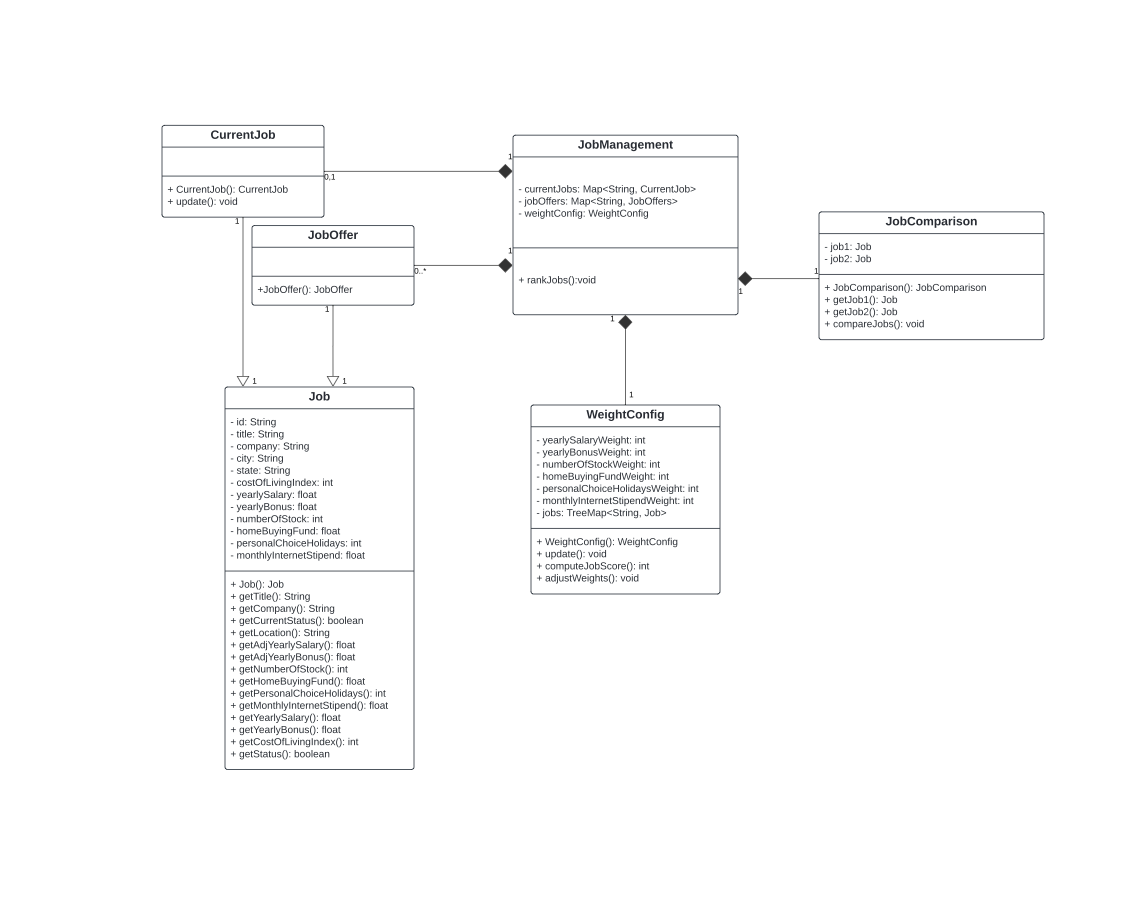 CurrentJob
+ CurrentJob(): CurrentJob
+ update(): void
0,1
1
1
JobOffer
+JobOffer(): JobOffer
0..*
1
1
JobManagement
- currentJobs: Map<String, CurrentJob>
- jobOffers: Map<String, JobOffers>
- weightConfig: WeightConfig
+ rankJobs():void
1
1
1
JobComparison
- job1: Job
- job2: Job
+ JobComparison(): JobComparison
+ getJob1(): Job
+ getJob2(): Job
+ compareJobs(): void
1
1
1
Job
- id: String
- title: String
- company: String
- city: String
- state: String
- costOfLivingIndex: int
- yearlySalary: float
- yearlyBonus: float
- numberOfStock: int
- homeBuyingFund: float
- personalChoiceHolidays: int
- monthlyInternetStipend: float
+ Job(): Job
+ getTitle(): String
+ getCompany(): String
+ getCurrentStatus(): boolean
+ getLocation(): String
+ getAdjYearlySalary(): float
+ getAdjYearlyBonus(): float
+ getNumberOfStock(): int
+ getHomeBuyingFund(): float
+ getPersonalChoiceHolidays(): int
+ getMonthlyInternetStipend(): float
+ getYearlySalary(): float
+ getYearlyBonus(): float
+ getCostOfLivingIndex(): int
+ getStatus(): boolean
WeightConfig
- yearlySalaryWeight: int
- yearlyBonusWeight: int
- numberOfStockWeight: int
- homeBuyingFundWeight: int
- personalChoiceHolidaysWeight: int
- monthlyInternetStipendWeight: int
- jobs: TreeMap<String, Job>
+ WeightConfig(): WeightConfig
+ update(): void
+ computeJobScore(): int
+ adjustWeights(): void